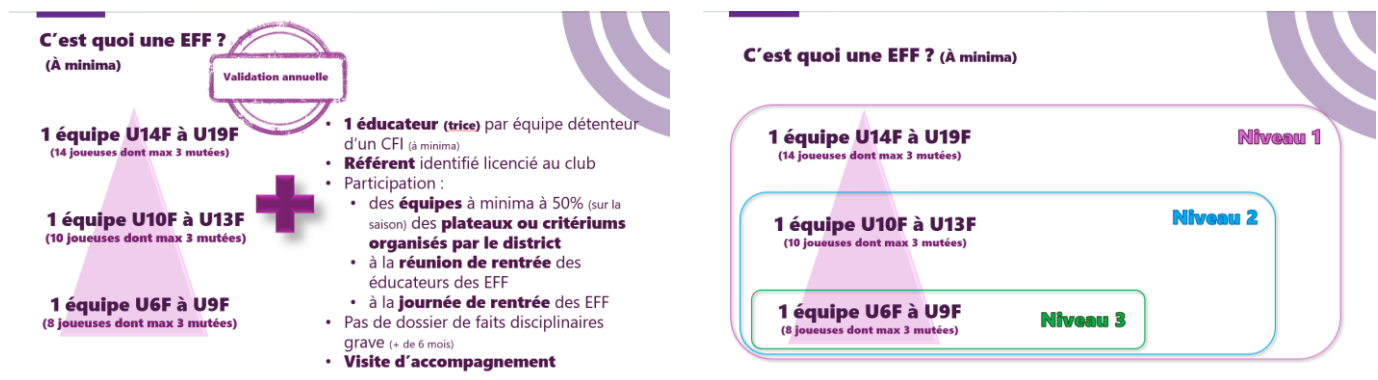 C'est quoi une EFF ?
(À minima)
Validation annuelle
1 équipe U14F à U19F
(14 joueuses dont max 3 mutées)
1 équipe U10F à U13F
(10 joueuses dont max 3 mutées)
1 équipe U6F à U9F
(8 joueuses dont max 3 mutées)
• 1 éducateur (trice) par équipe détenteur
d'un CFI (à minima)
• Référent identifié licencié au club
• Participation :
• des équipes à minima à 50% (sur la
saison) des plateaux ou critériums
organisés par le district
• à la réunion de rentrée des
éducateurs des EFF
• à la journée de rentrée des EFF
• Pas de dossier de faits disciplinaires
grave (+ de 6 mois)
• Visite d'accompagnement
C'est quoi une EFF ? (À minima)
1 équipe U14F à U19F
(14 joueuses dont max 3 mutées)
Niveau 1
1 équipe U10F à U13F
(10 joueuses dont max 3 mutées)
Niveau 2
1 équipe U6F à U9F
(8 joueuses dont max 3 mutées)
Niveau 3